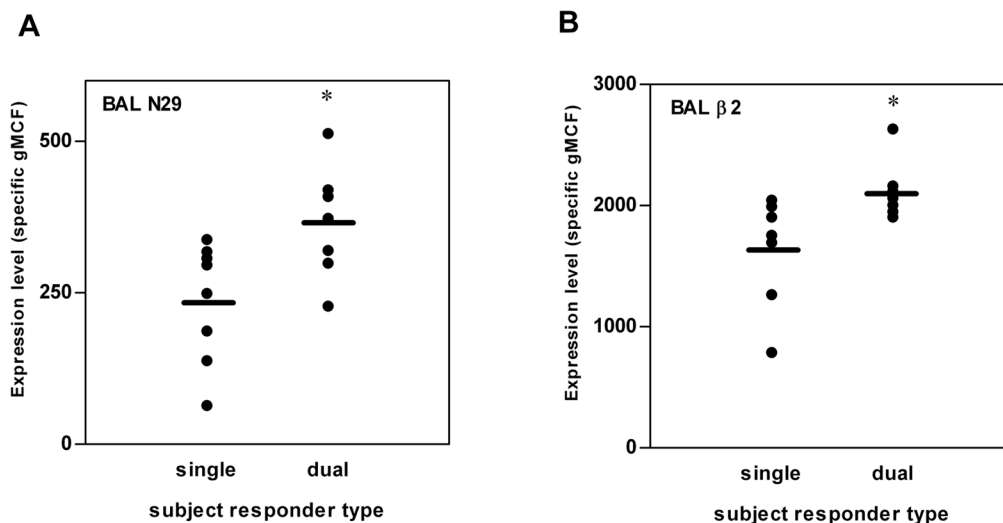 A
BAL N29
*
Expression level (specific gMCF)
500
250
0
single dual
subject responder type
B
BAL β2
*
Expression level (specific gMCF)
3000
2000
1000
0
single dual
subject responder type